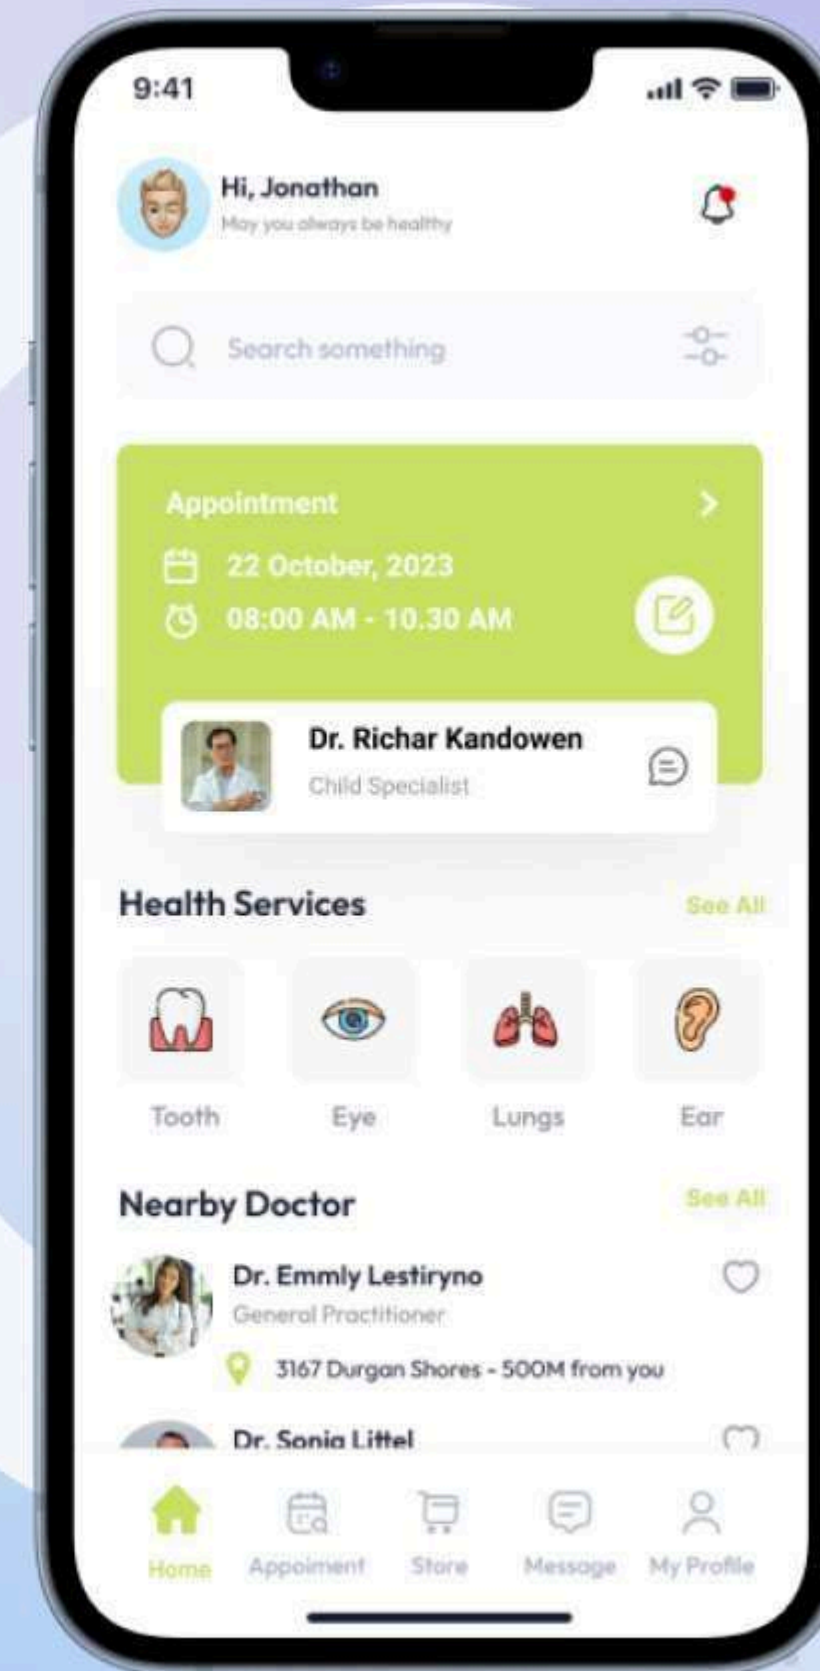 9:41
Hi, Jonathan
May you always be healthy
Search something
Appointment
22 October, 2023
08:00 AM - 10.30 AM
Dr. Richar Kandowen
Child Specialist
Health Services
See All
Tooth
Eye
Lungs
Ear
Nearby Doctor
See All
Dr. Emmly Lestiryno
General Practitioner
3167 Durgan Shores - 500M from you
Dr. Sonia Littel
Home
Appoiment
Store
Message
My Profile